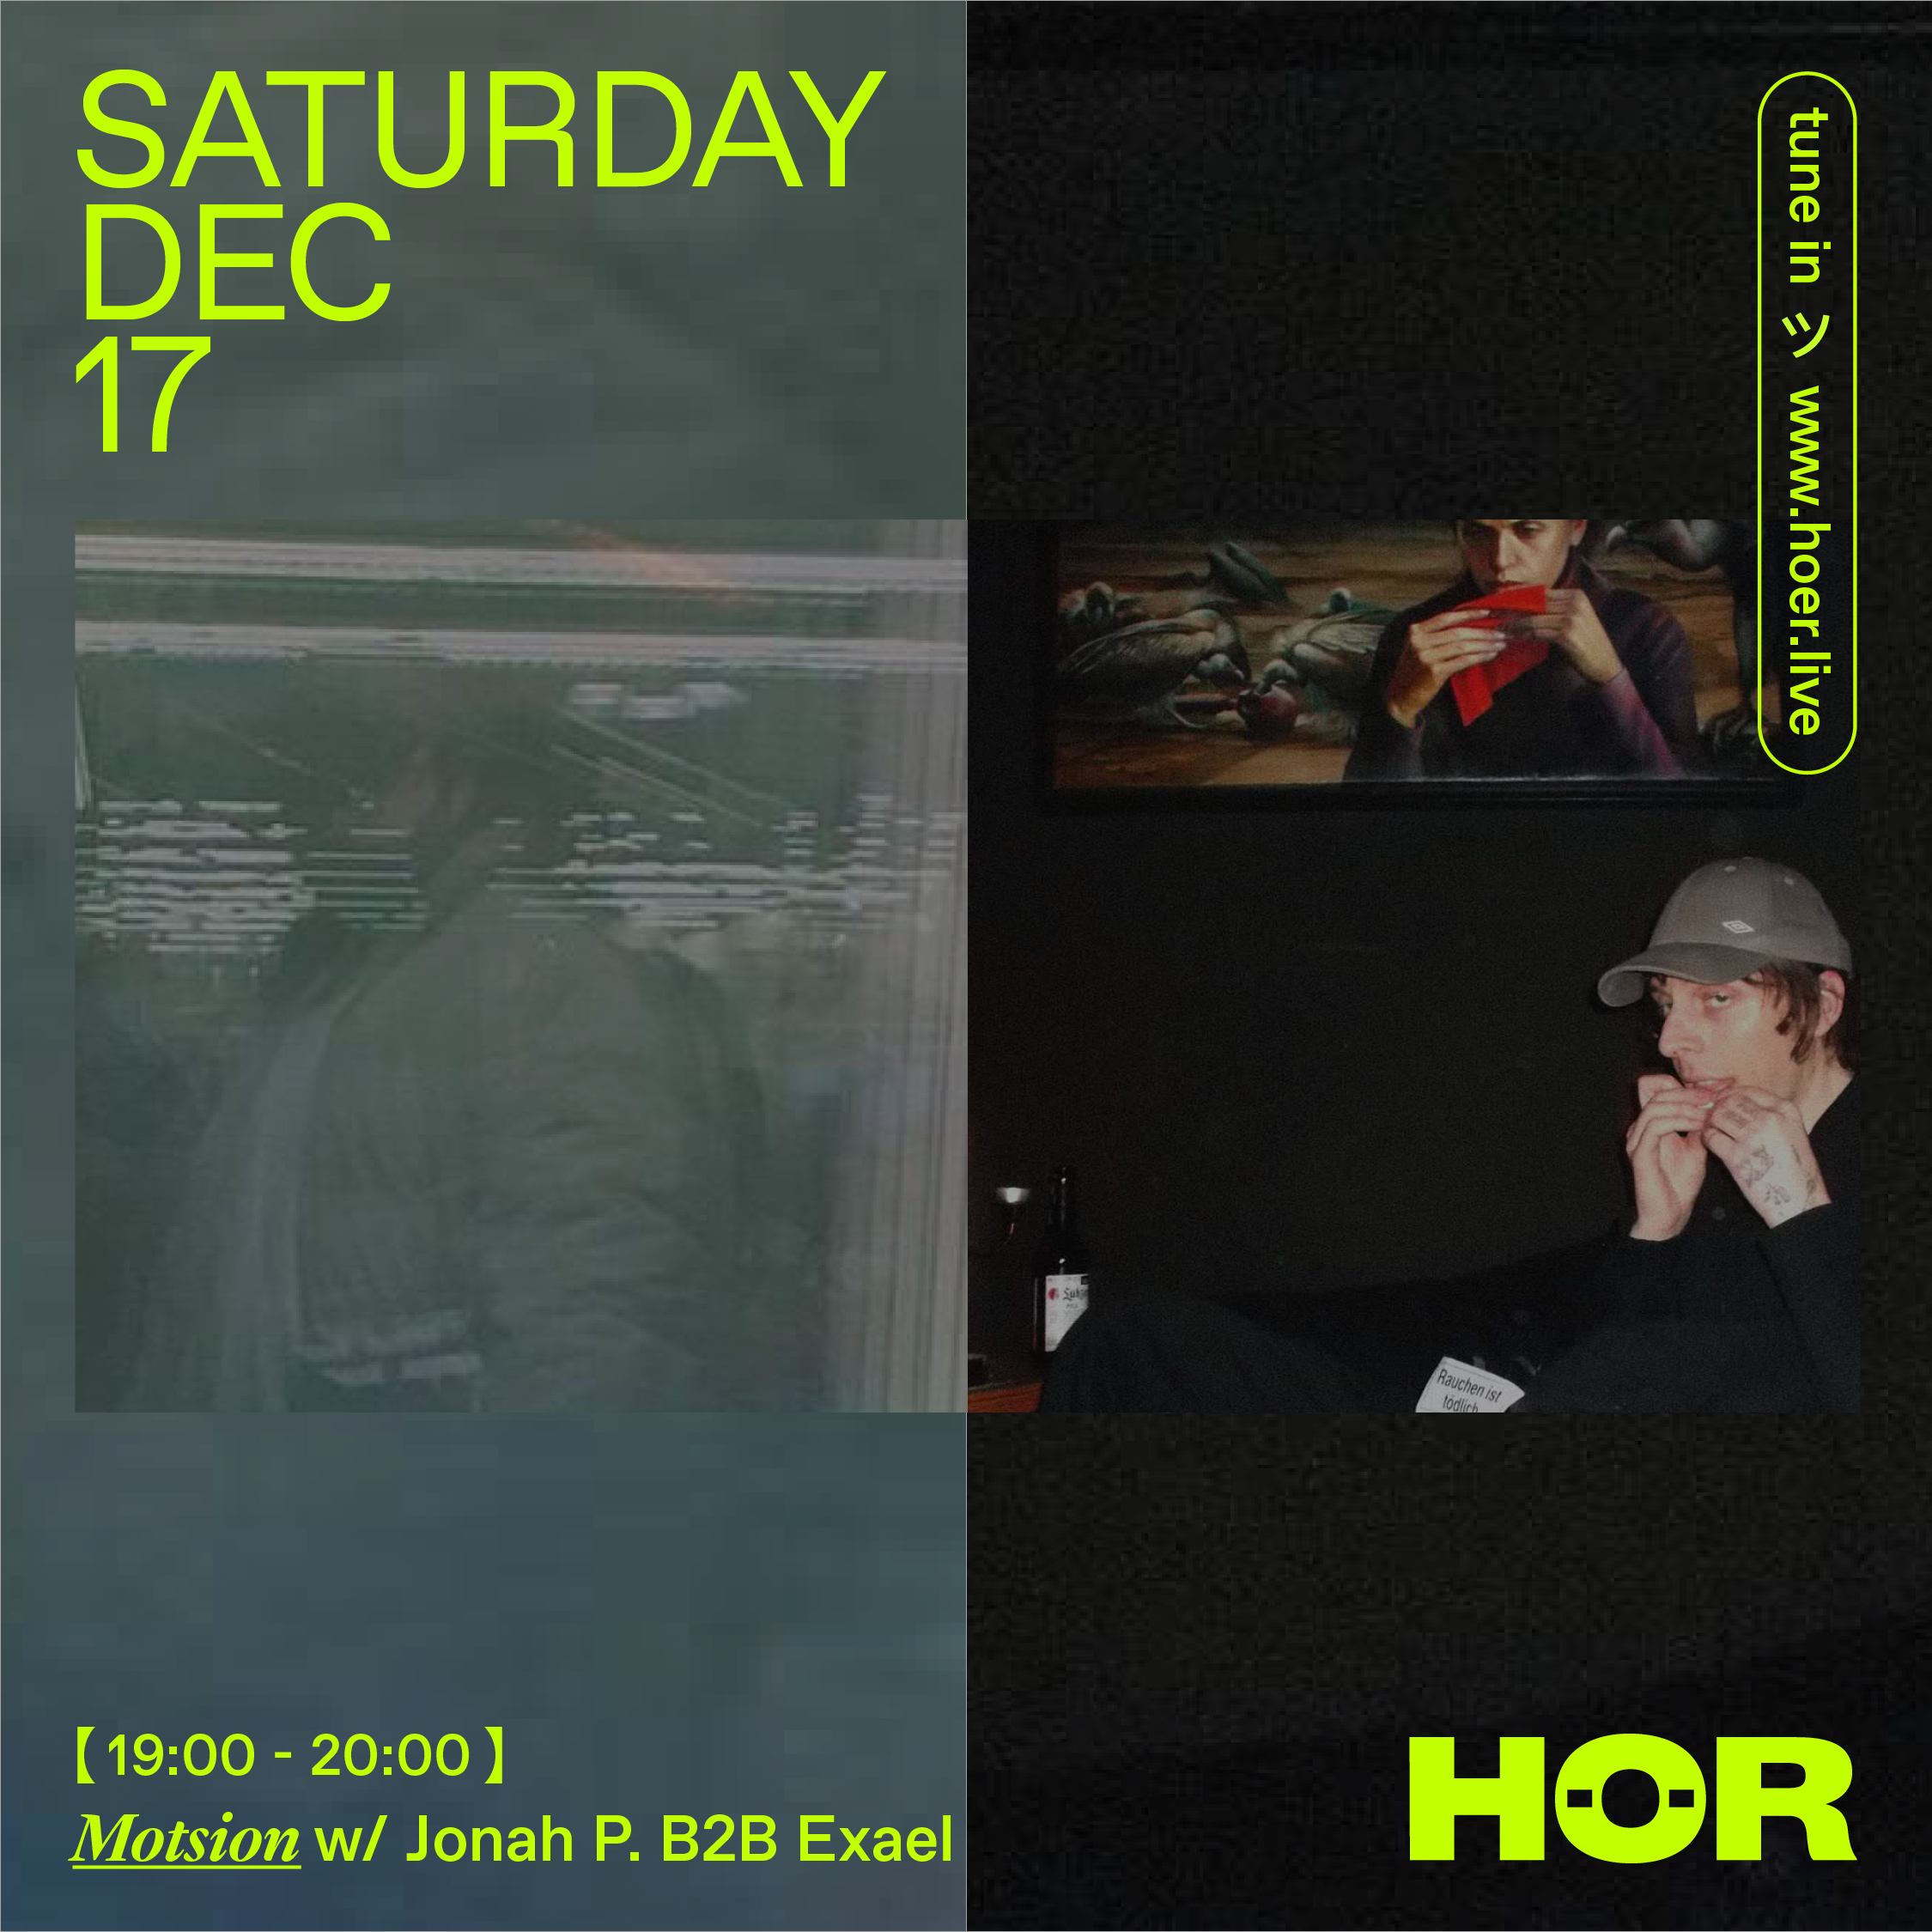 SATURDAY
DEC
17
tune in ツ www.hoer.live
Rauchen ist
tödlich
【 19:00 - 20:00 】
Motsion w/ Jonah P. B2B Exael
HOR